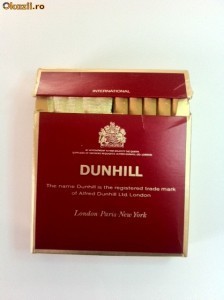 Okazii.ro
INTERNATIONAL
DUNHILL
The name Dunhill is the registered trade mark
of Alfred Dunhill Ltd. London
London Paris New York